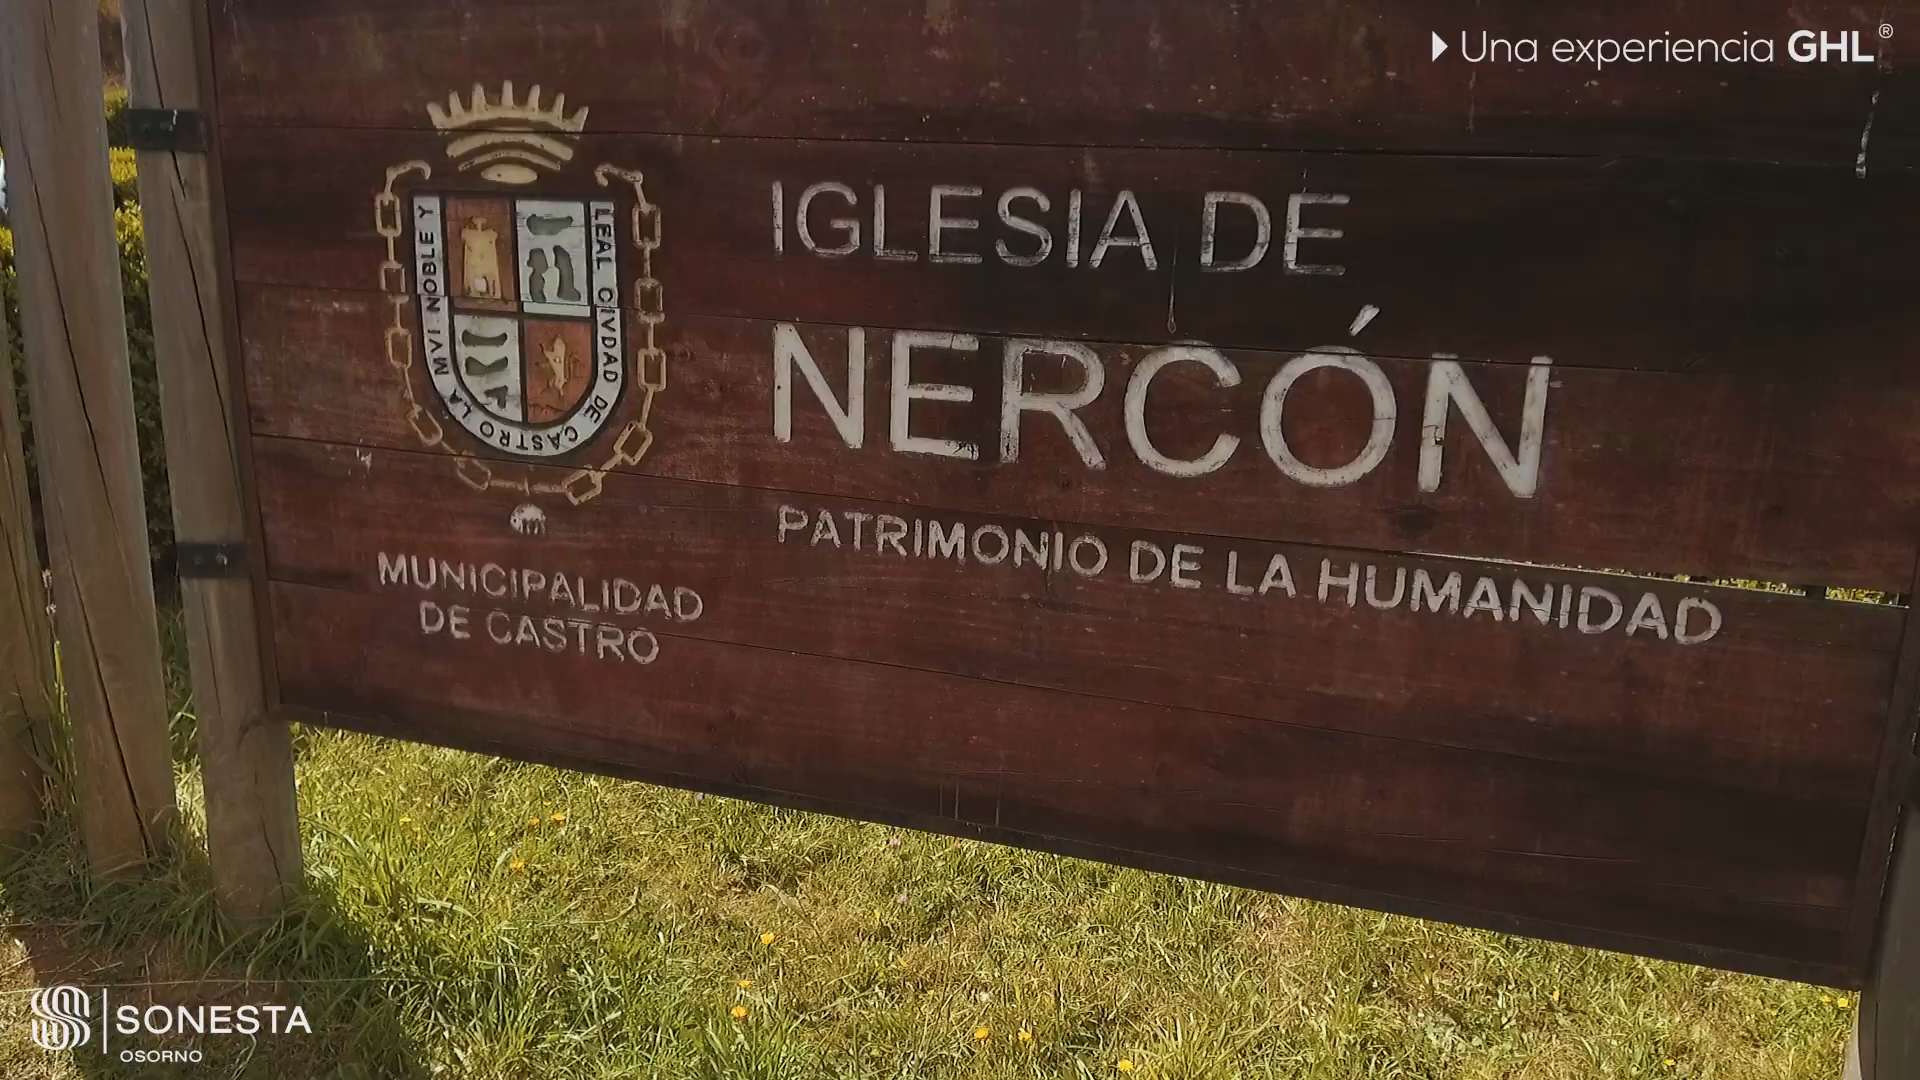 Una experiencia GHL®
IGLESIA DE
NERCÓN
PATRIMONIO DE LA HUMANIDAD
LA MVI NOBLE Y LEAL CIVDAD DE CASTRO
MUNICIPALIDAD
DE CASTRO
SONESTA
OSORNO